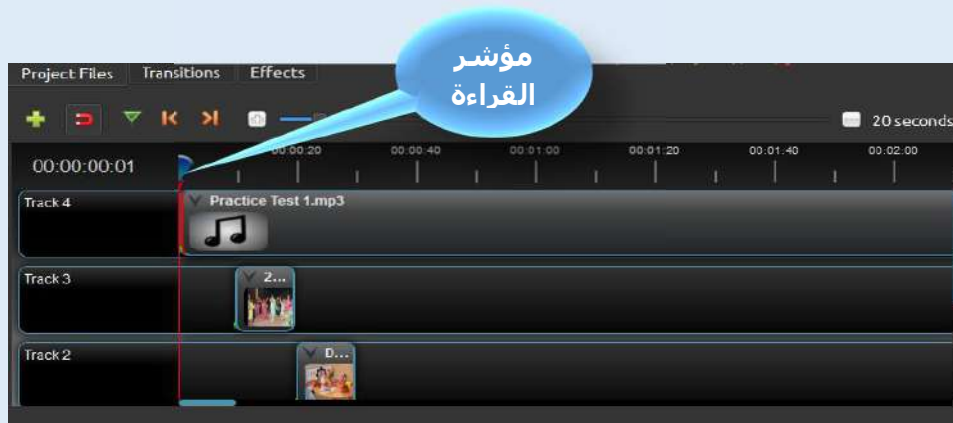 مؤشر
القراءة
Project Files Transitions Effects
20 seconds
00:00:00:01
00:00:20 00:00:40 00:01:00 00:01:20 00:01:40 00:02:00
Track 4
Practice Test 1.mp3
Track 3
2...
Track 2
D...